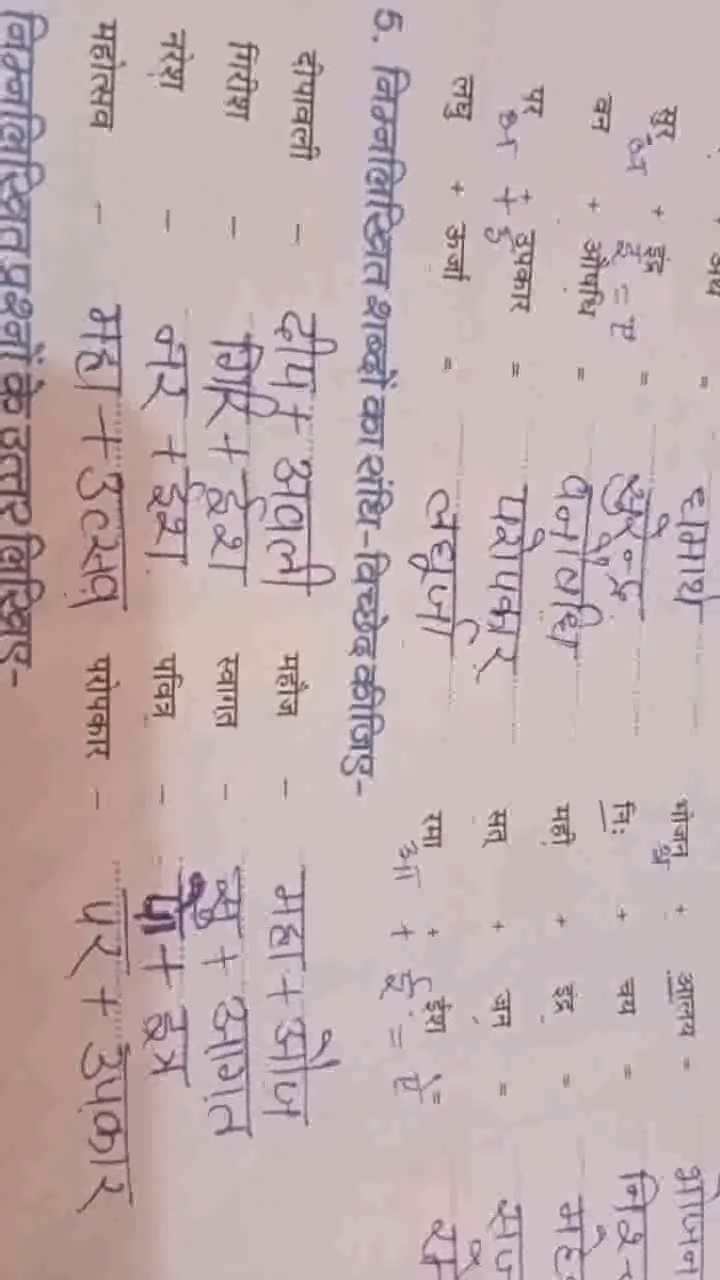 + अर्थ = धर्मार्थ भोजन + आलय = भोजन
सुर + इंद्र = सुरेन्द्र निः + चय =
अ ई = ए
वन + औषधि = वनौषधि मही + इंद्र =
पर + उपकार = परोपकार सत् + जन =
अ + उ
लघु + ऊर्जा = लघूर्जा रमा + ईश =
आ + ई = ए
5. निम्नलिखित शब्दों का संधि-विच्छेद कीजिए-
दीपावली - दीप + अवली महौज - महा + ओज
गिरीश - गिरि + ईश स्वागत - सु + आगत
नरेश - नर + ईश पवित्र - + इत्र
महोत्सव - महा + उत्सव परोपकार - पर + उपकार
निम्नलिखित प्रश्नों के उत्तर लिखिए-